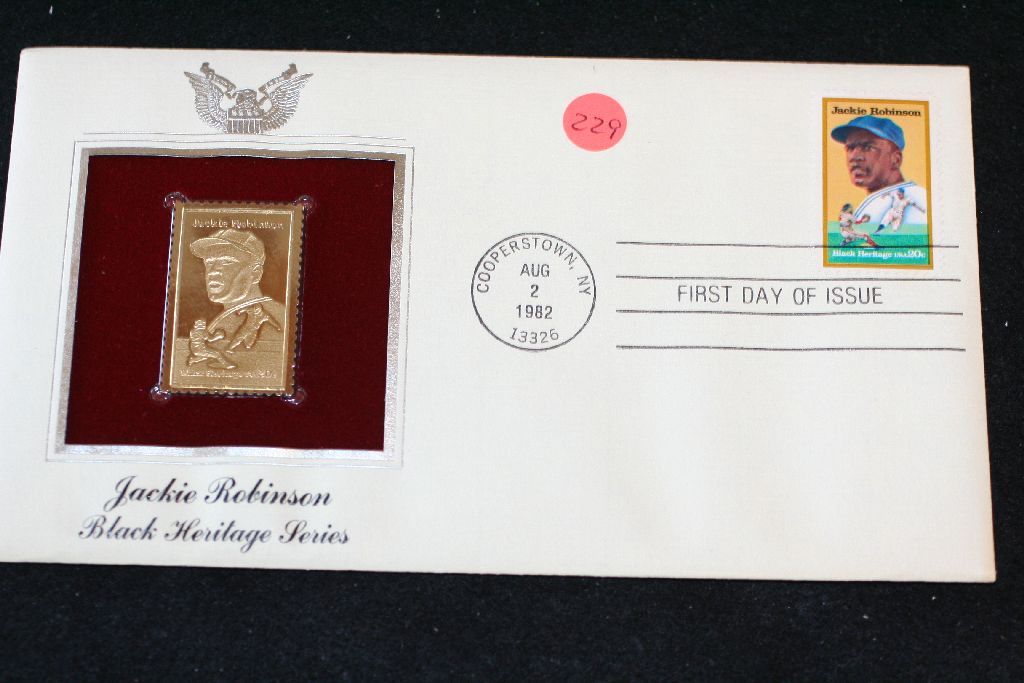 229
Jackie Robinson
Black Heritage USA 20c
Jackie Robinson
Black Heritage USA 20c
COOPERSTOWN, NY
AUG
2
1982
13326
FIRST DAY OF ISSUE
Jackie Robinson
Black Heritage Series